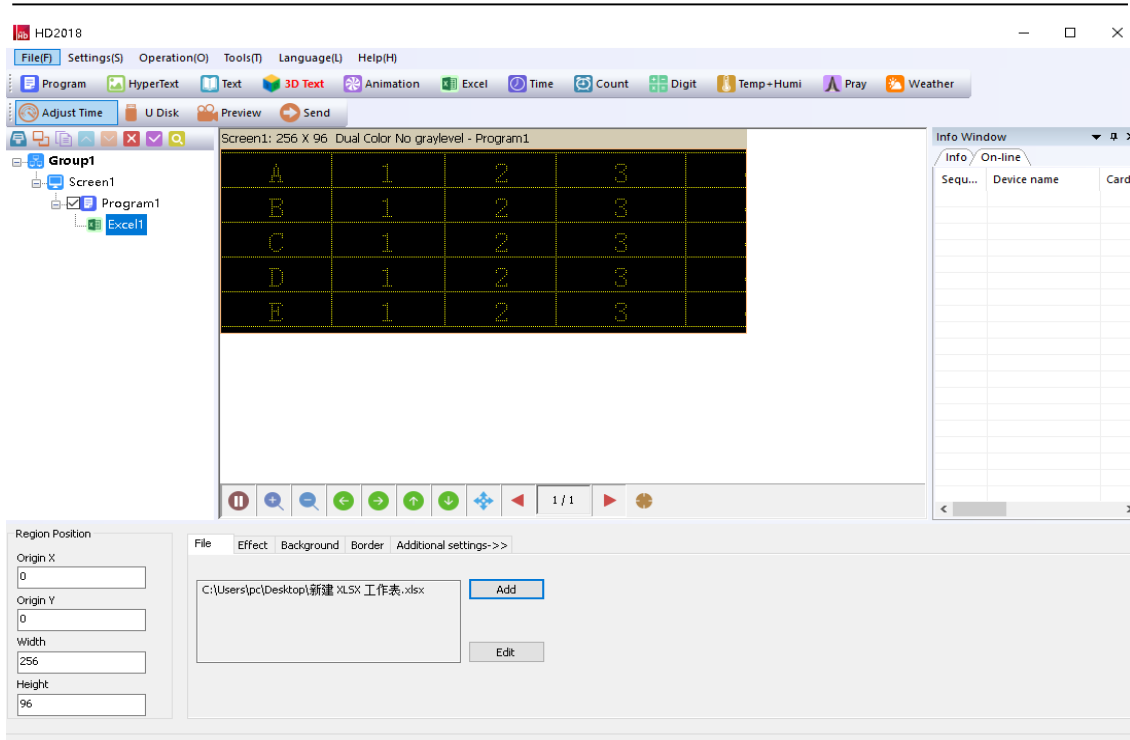 HD2018
File(F) Settings(S) Operation(O) Tools(T) Language(L) Help(H)
Program HyperText Text 3D Text Animation Excel Time Count Digit Temp+Humi Pray Weather
Adjust Time U Disk Preview Send
Group1
Screen1
Program1
Excel1
Screen1: 256 X 96 Dual Color No graylevel - Program1
A 1 2 3
B 1 2 3
C 1 2 3
D 1 2 3
E 1 2 3
1 / 1
Info Window
Info On-line
Sequ... Device name Card
Region Position
Origin X
0
Origin Y
0
Width
256
Height
96
File Effect Background Border Additional settings->>
C:\Users\pc\Desktop\新建 XLSX 工作表.xlsx
Add
Edit